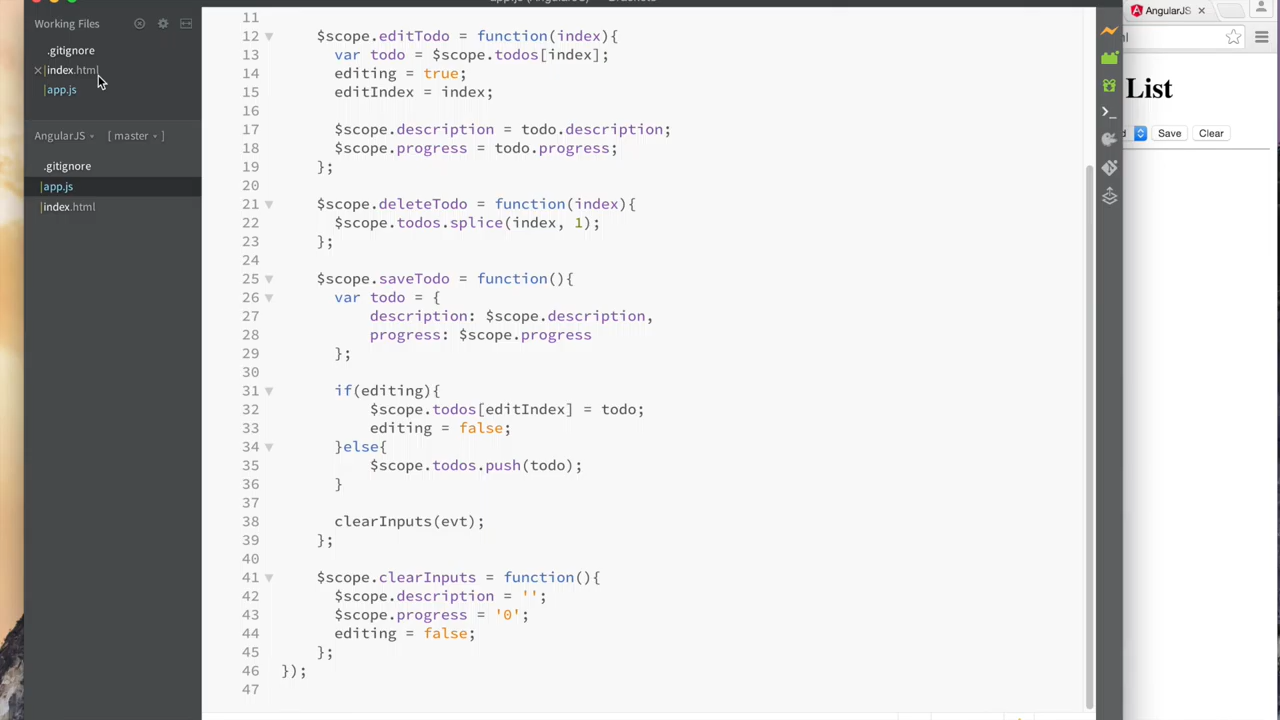 Working Files
.gitignore
index.html
app.js
AngularJS
[ master ]
.gitignore
app.js
index.html
11
12 $scope.editTodo = function(index){
13 var todo = $scope.todos[index];
14 editing = true;
15 editIndex = index;
16
17 $scope.description = todo.description;
18 $scope.progress = todo.progress;
19 };
20
21 $scope.deleteTodo = function(index){
22 $scope.todos.splice(index, 1);
23 };
24
25 $scope.saveTodo = function(){
26 var todo = {
27 description: $scope.description,
28 progress: $scope.progress
29 };
30
31 if(editing){
32 $scope.todos[editIndex] = todo;
33 editing = false;
34 }else{
35 $scope.todos.push(todo);
36 }
37
38 clearInputs(evt);
39 };
40
41 $scope.clearInputs = function(){
42 $scope.description = '';
43 $scope.progress = '0';
44 editing = false;
45 };
46 });
47
AngularJS
List
Save
Clear